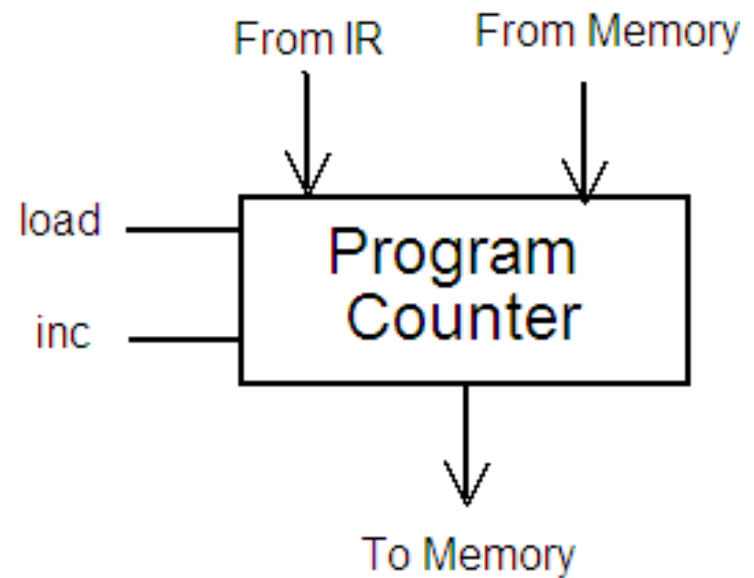 From IR
From Memory
load
Program
Counter
inc
To Memory